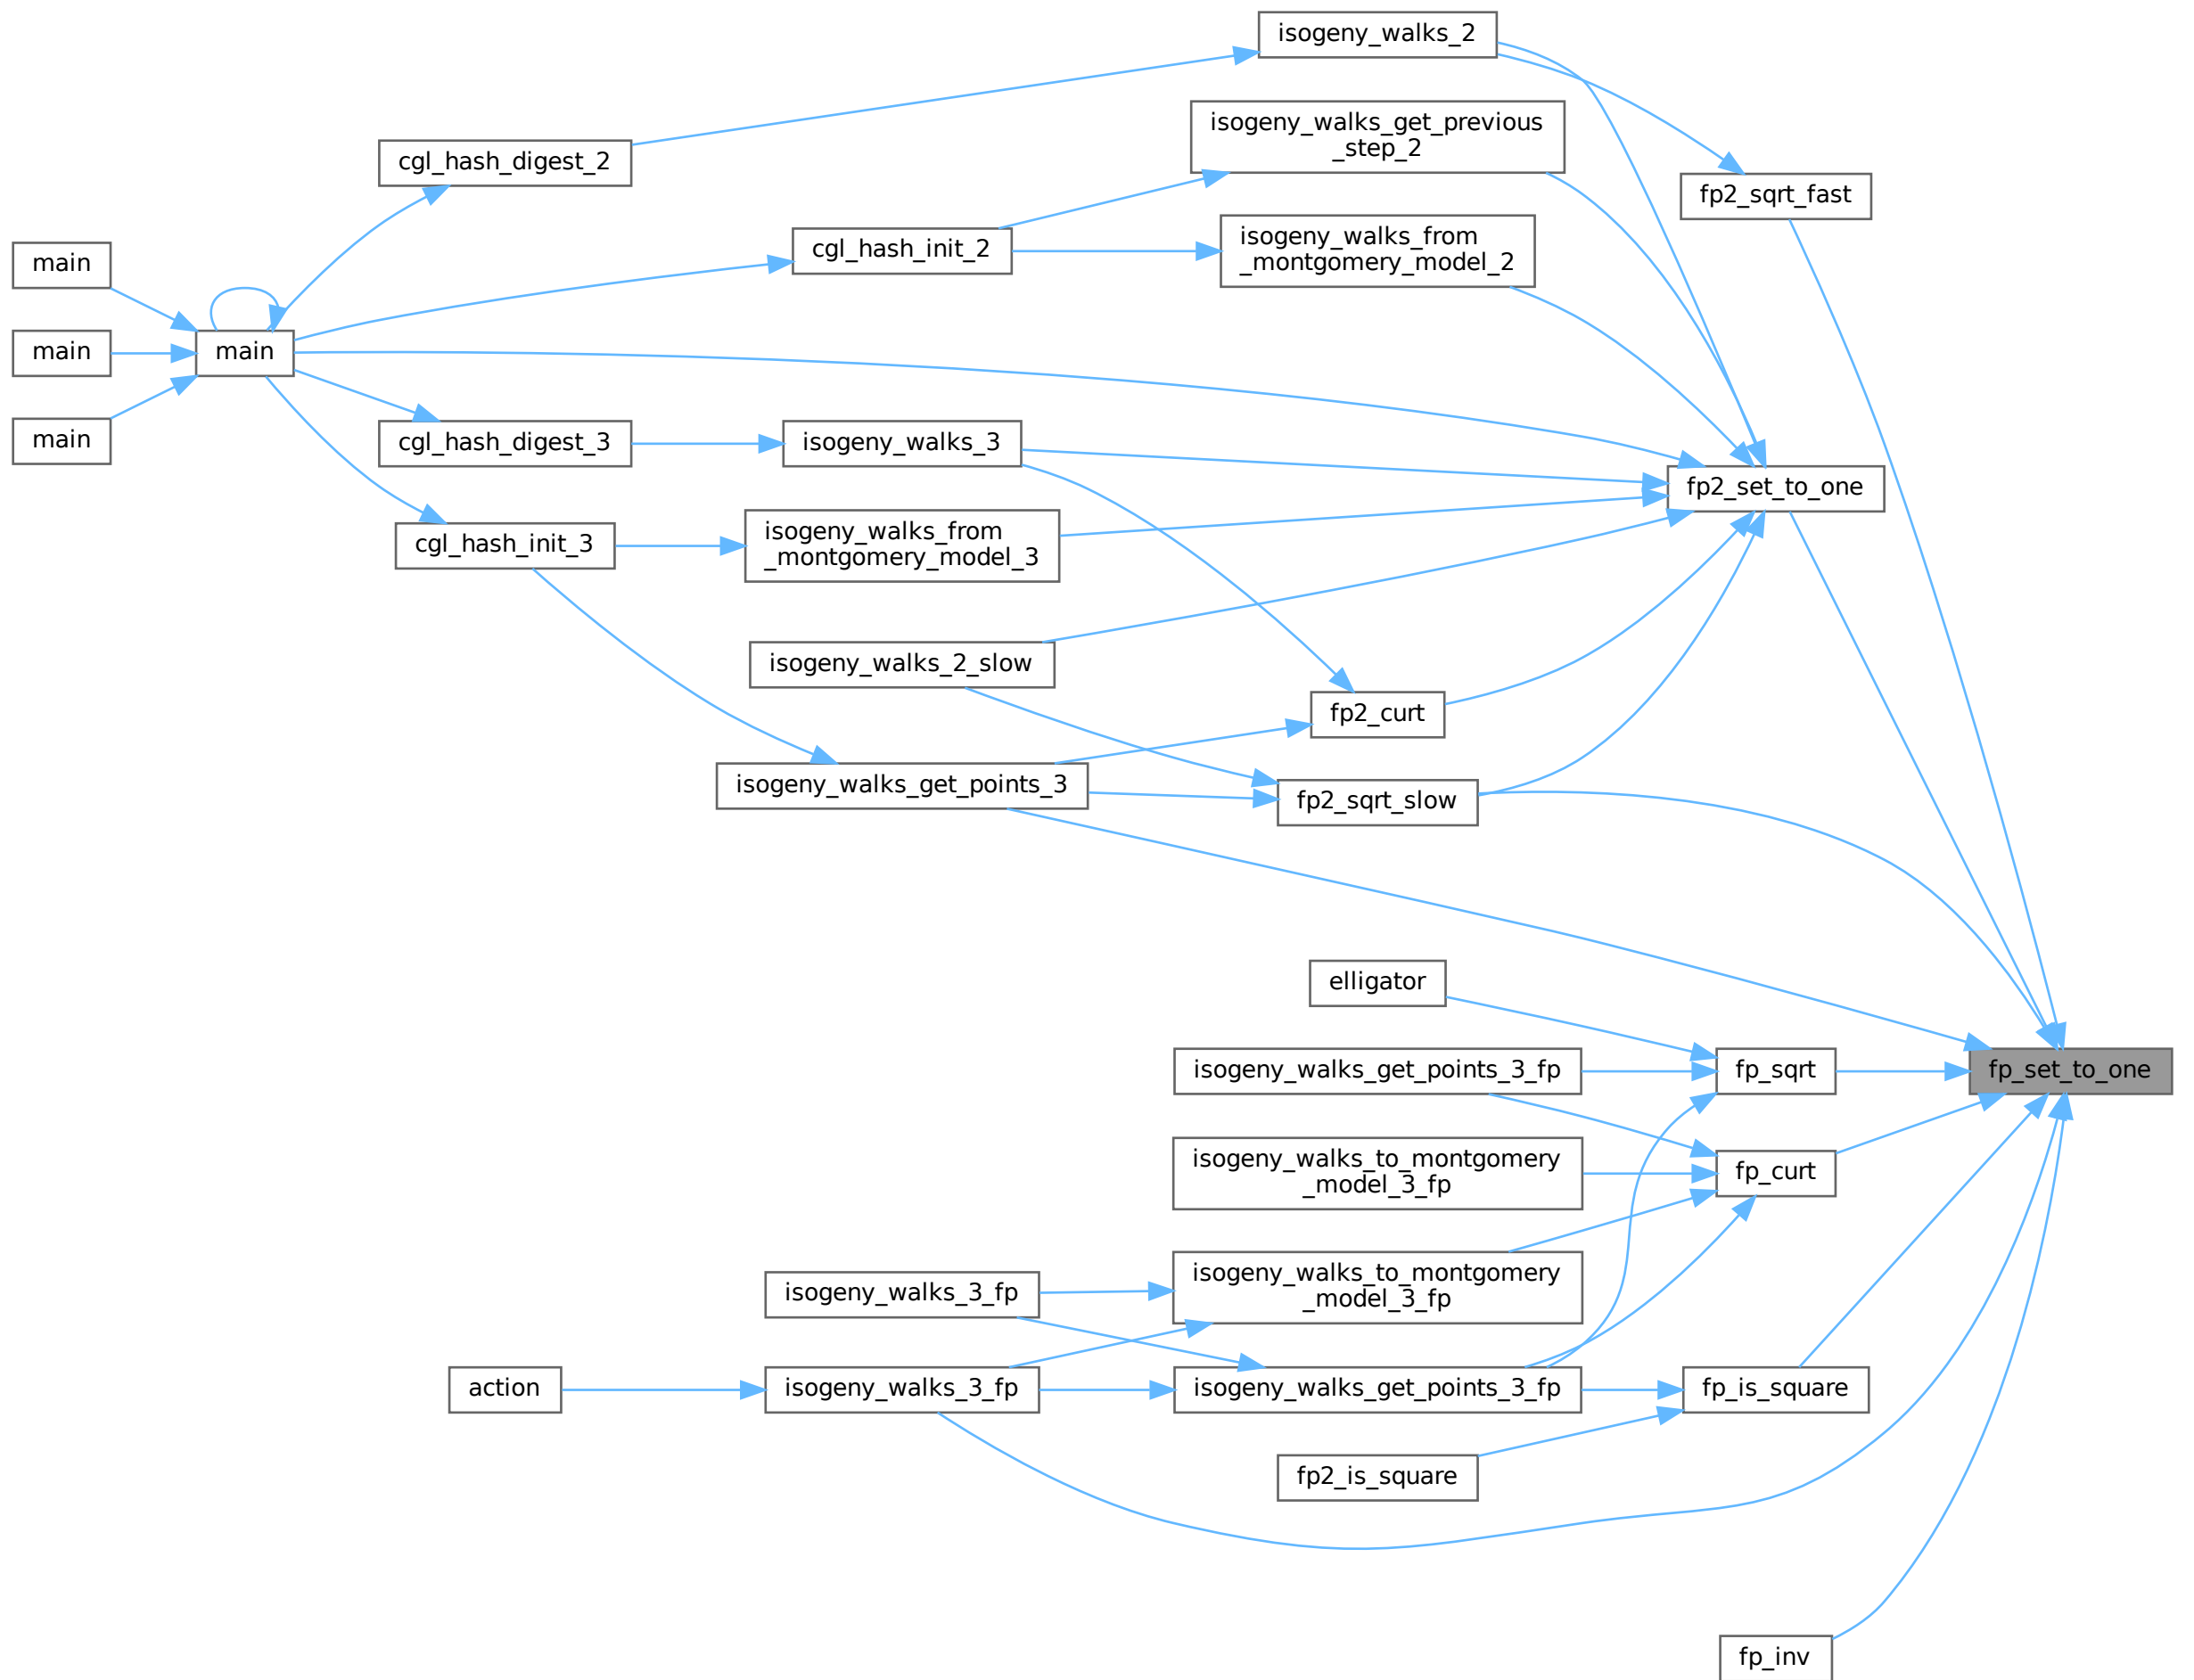 isogeny_walks_2
isogeny_walks_get_previous
_step_2
cgl_hash_digest_2
fp2_sqrt_fast
isogeny_walks_from
_montgomery_model_2
cgl_hash_init_2
main
main
main
main
cgl_hash_digest_3
isogeny_walks_3
fp2_set_to_one
cgl_hash_init_3
isogeny_walks_from
_montgomery_model_3
isogeny_walks_2_slow
fp2_curt
isogeny_walks_get_points_3
fp2_sqrt_slow
elligator
isogeny_walks_get_points_3_fp
fp_sqrt
fp_set_to_one
isogeny_walks_to_montgomery
_model_3_fp
fp_curt
isogeny_walks_3_fp
isogeny_walks_to_montgomery
_model_3_fp
action
isogeny_walks_3_fp
isogeny_walks_get_points_3_fp
fp_is_square
fp2_is_square
fp_inv